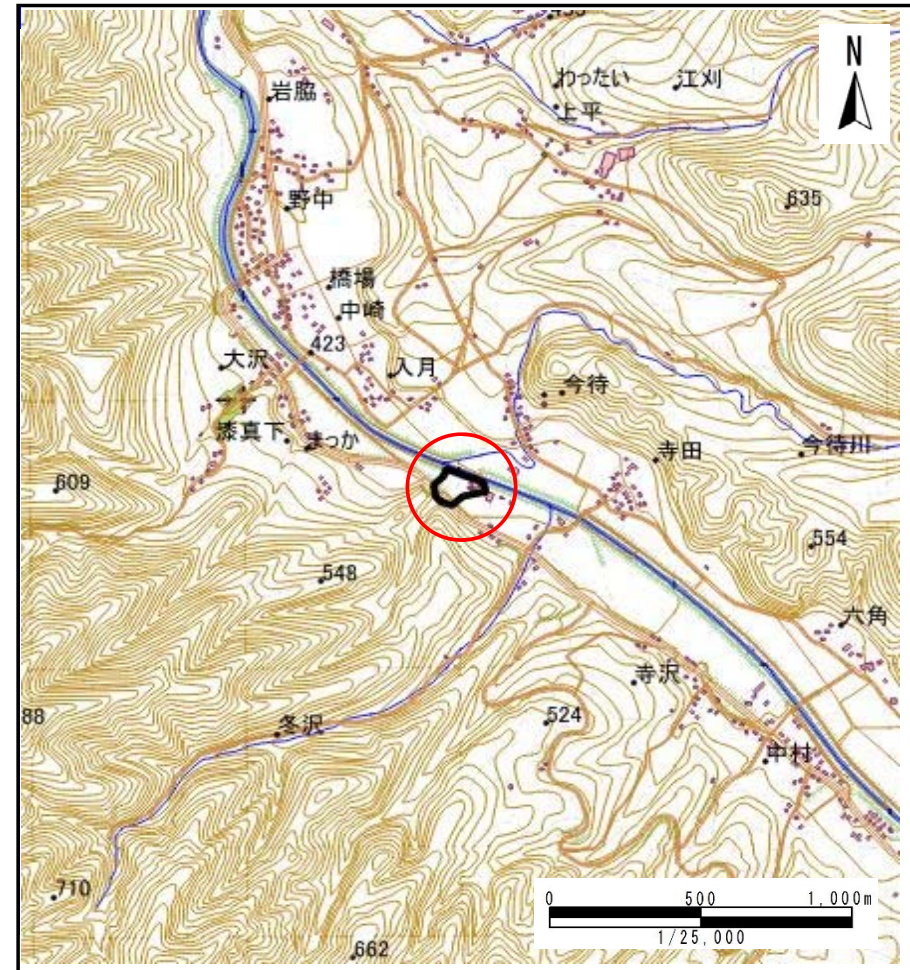 N
岩脇
わったい
江刈
上平
野中
635
橋場
中崎
423
大沢
入月
今待
漆真下
まっか
寺田
今待川
609
554
548
六角
寺沢
88
524
冬沢
中村
710
662
0 500 1,000m
1/25,000